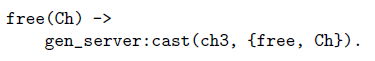 free(Ch) ->
    gen_server:cast(ch3, {free, Ch}).